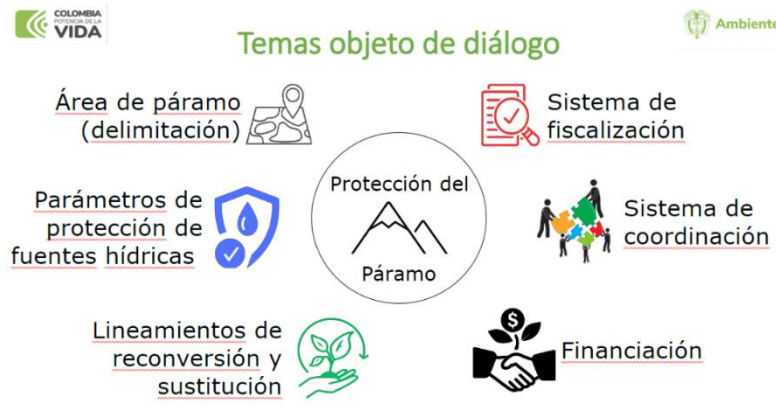 COLOMBIA
POTENCIA DE LA
VIDA
Ambiente
Temas objeto de diálogo
Área de páramo
(delimitación)
Parámetros de
protección de
fuentes hídricas
Lineamientos de
reconversión y
sustitución
Protección del
Páramo
Sistema de
fiscalización
Sistema de
coordinación
$
Financiación